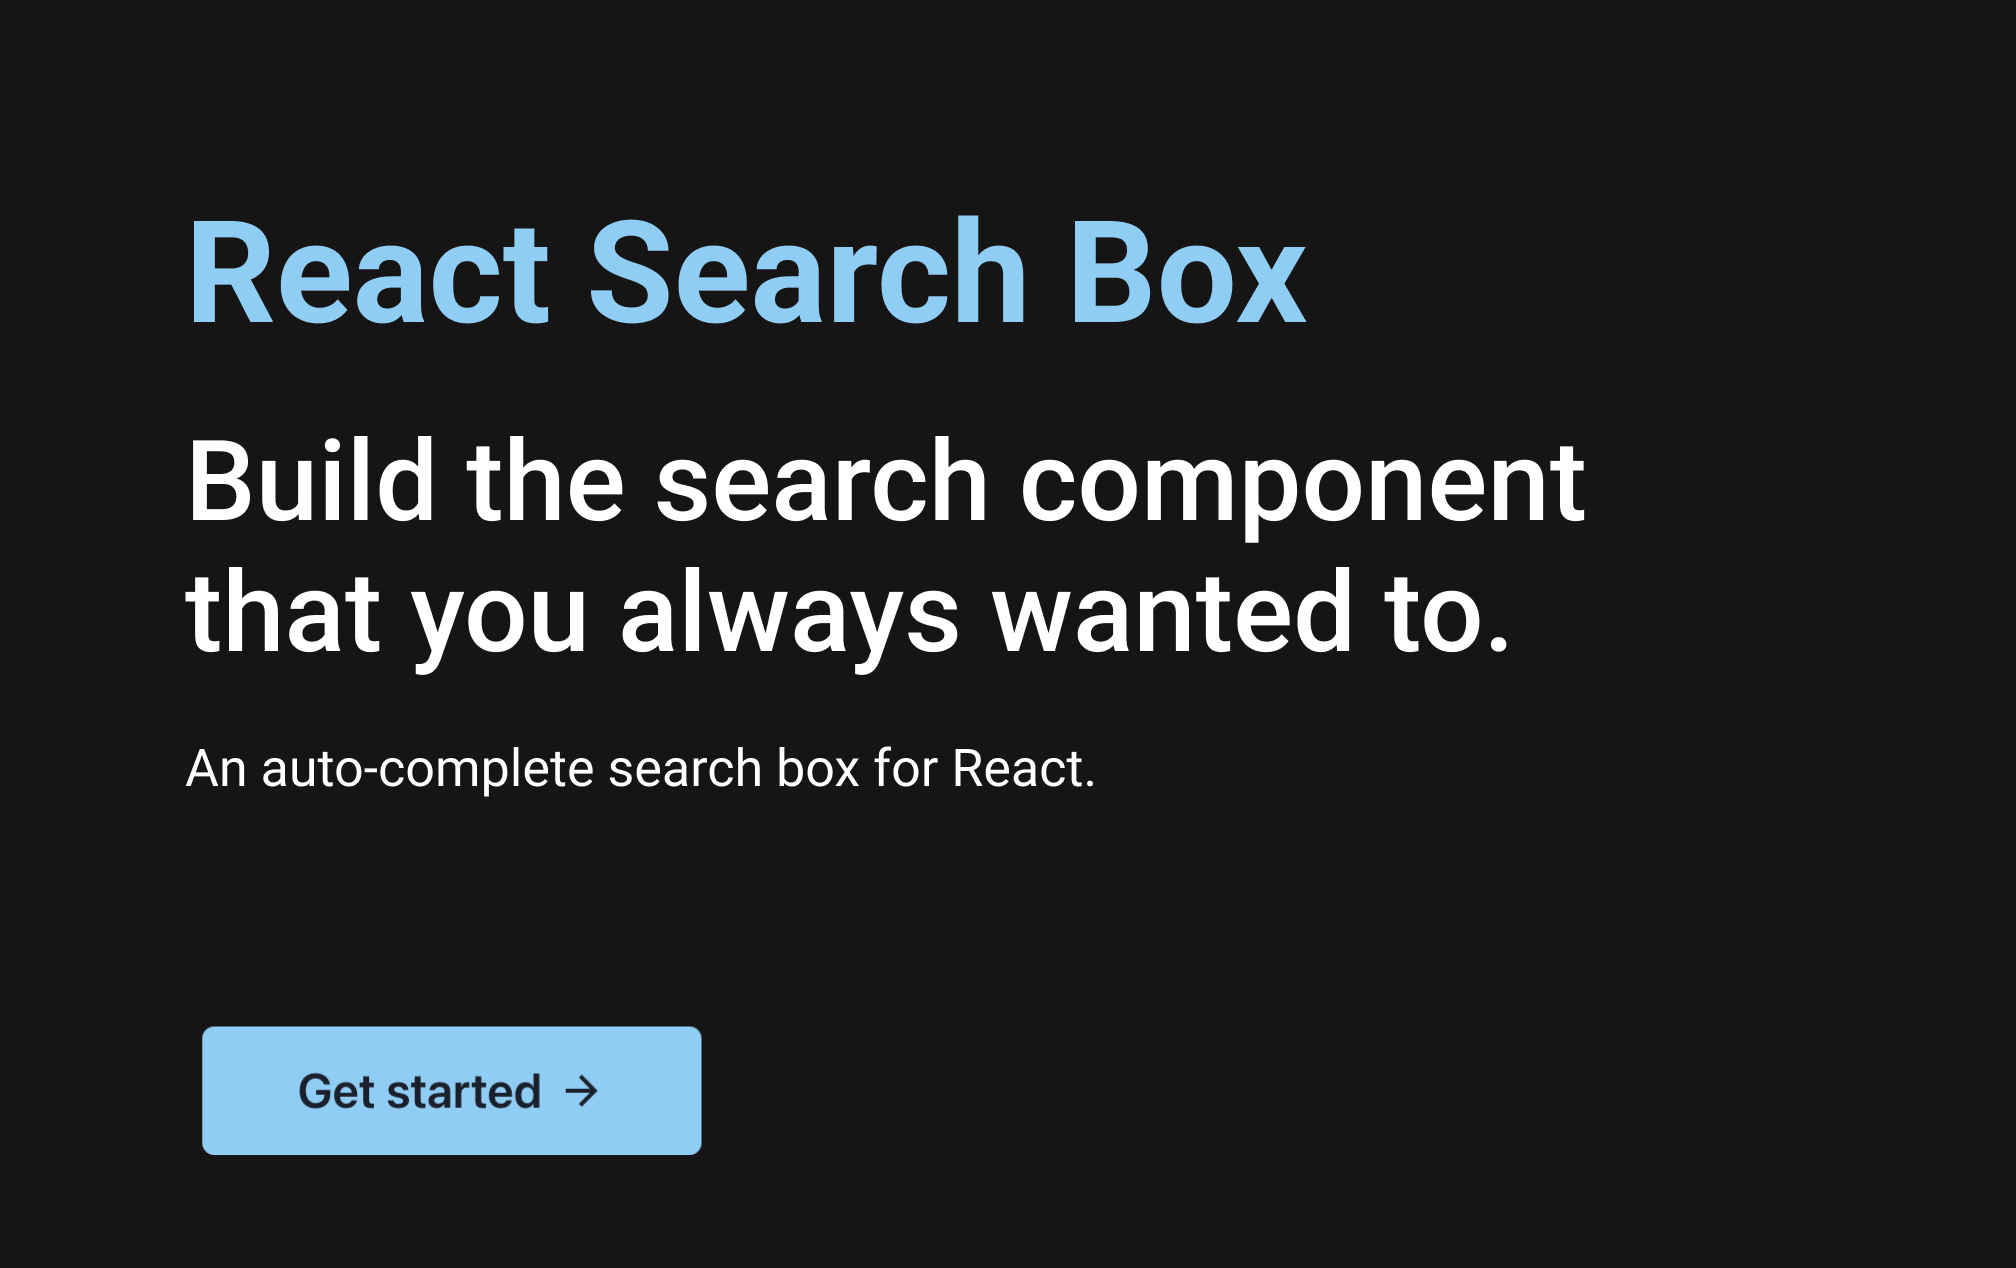 React Search Box
Build the search component
that you always wanted to.
An auto-complete search box for React.
Get started →